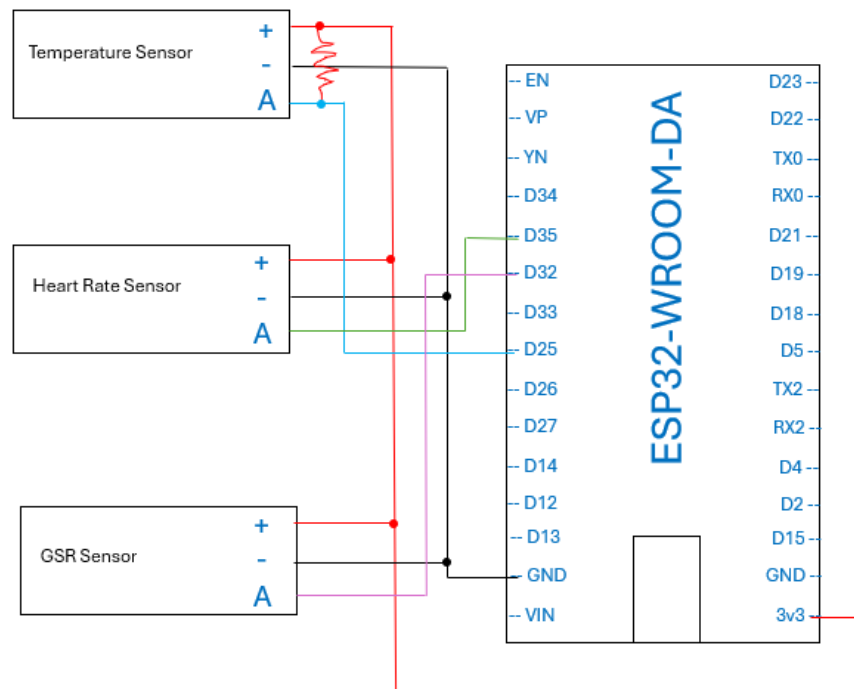 Temperature Sensor
+
-
A
Heart Rate Sensor
+
-
A
GSR Sensor
+
-
A
ESP32-WROOM-DA
EN
VP
YN
D34
D35
D32
D33
D25
D26
D27
D14
D12
D13
GND
VIN
D23
D22
TX0
RX0
D21
D19
D18
D5
TX2
RX2
D4
D2
D15
GND
3v3